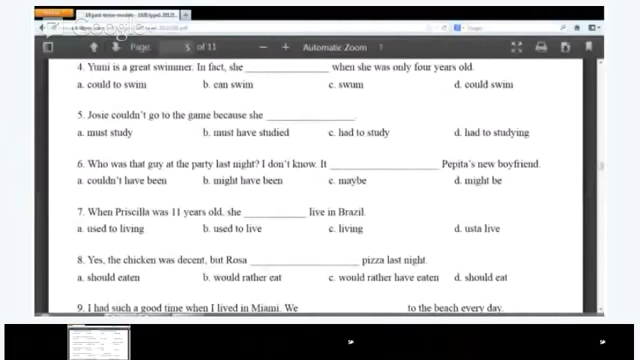 Page: 5 of 11
Automatic Zoom
4. Yumi is a great swimmer. In fact, she ________________ when she was only four years old.
a. could to swim b. can swim c. swum d. could swim
5. Josie couldn't go to the game because she ________________.
a. must study b. must have studied c. had to study d. had to studying
6. Who was that guy at the party last night? I don't know. It ____________________ Pepita's new boyfriend.
a. couldn't have been b. might have been c. maybe d. might be
7. When Priscilla was 11 years old, she ____________ live in Brazil.
a. used to living b. used to live c. living d. usta live
8. Yes, the chicken was decent, but Rosa ____________________ pizza last night.
a. should eaten b. would rather eat c. would rather have eaten d. should eat
9. I had such a good time when I lived in Miami. We ____________________ to the beach every day.